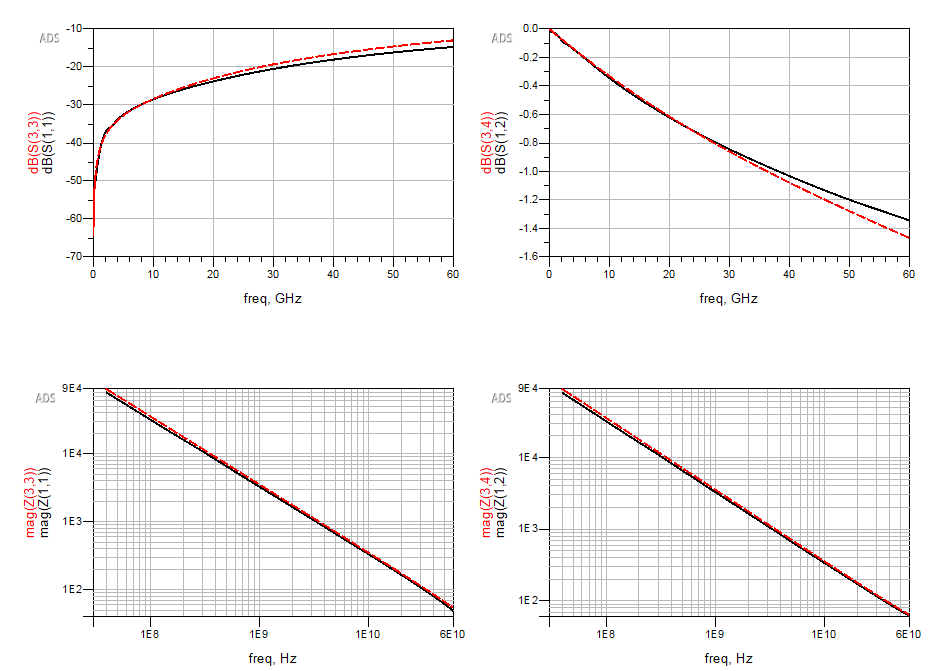 ADS
-10
-20
-30
-40
-50
-60
-70
dB(S(3,3))
dB(S(1,1))
0 10 20 30 40 50 60
freq, GHz
ADS
0.0
-0.2
-0.4
-0.6
-0.8
-1.0
-1.2
-1.4
-1.6
dB(S(3,4))
dB(S(1,2))
0 10 20 30 40 50 60
freq, GHz
ADS
9E4
1E4
1E3
1E2
mag(Z(3,3))
mag(Z(1,1))
1E8 1E9 1E10 6E10
freq, Hz
ADS
9E4
1E4
1E3
1E2
mag(Z(3,4))
mag(Z(1,2))
1E8 1E9 1E10 6E10
freq, Hz